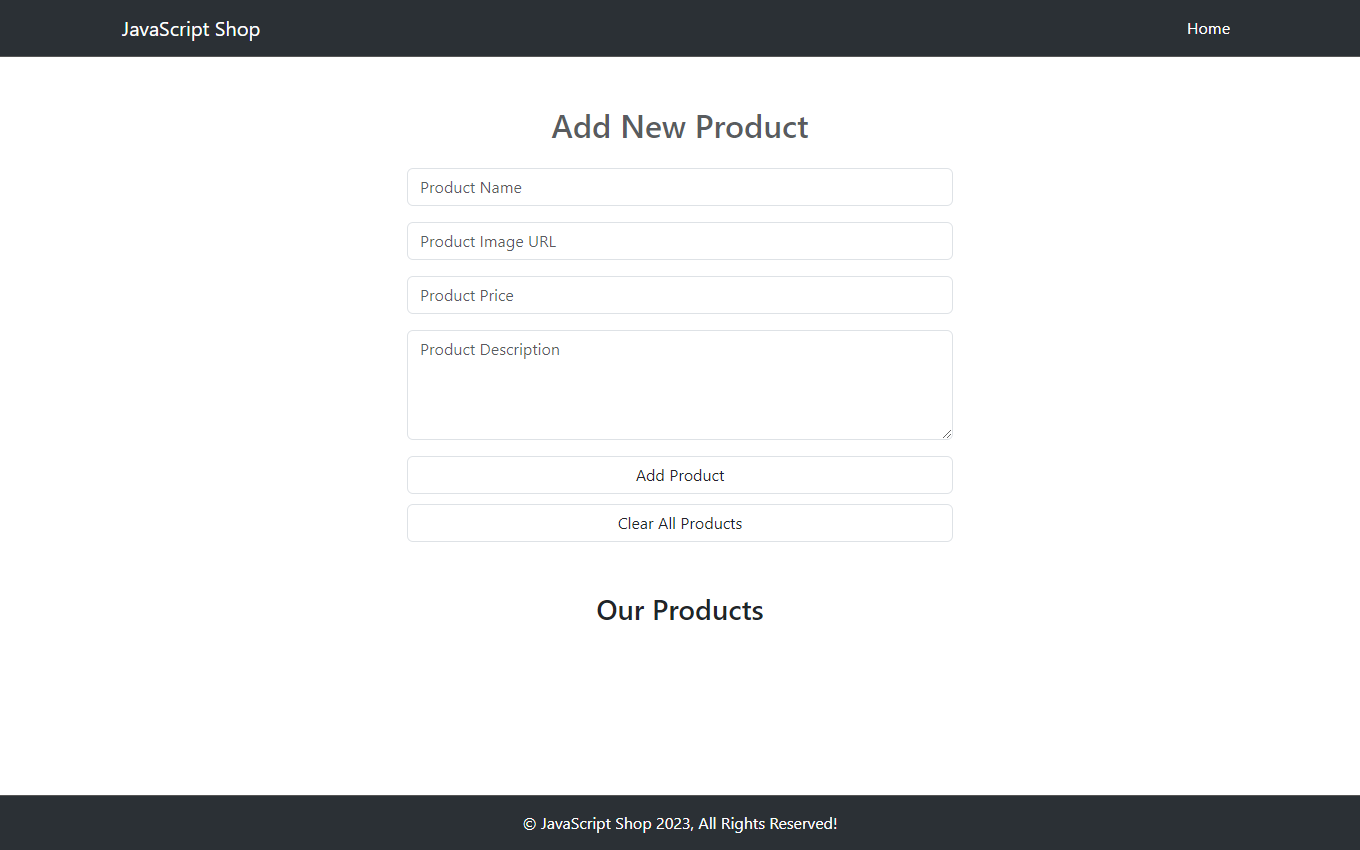 JavaScript Shop
Home
Add New Product
Product Name
Product Image URL
Product Price
Product Description
Add Product
Clear All Products
Our Products
© JavaScript Shop 2023, All Rights Reserved!